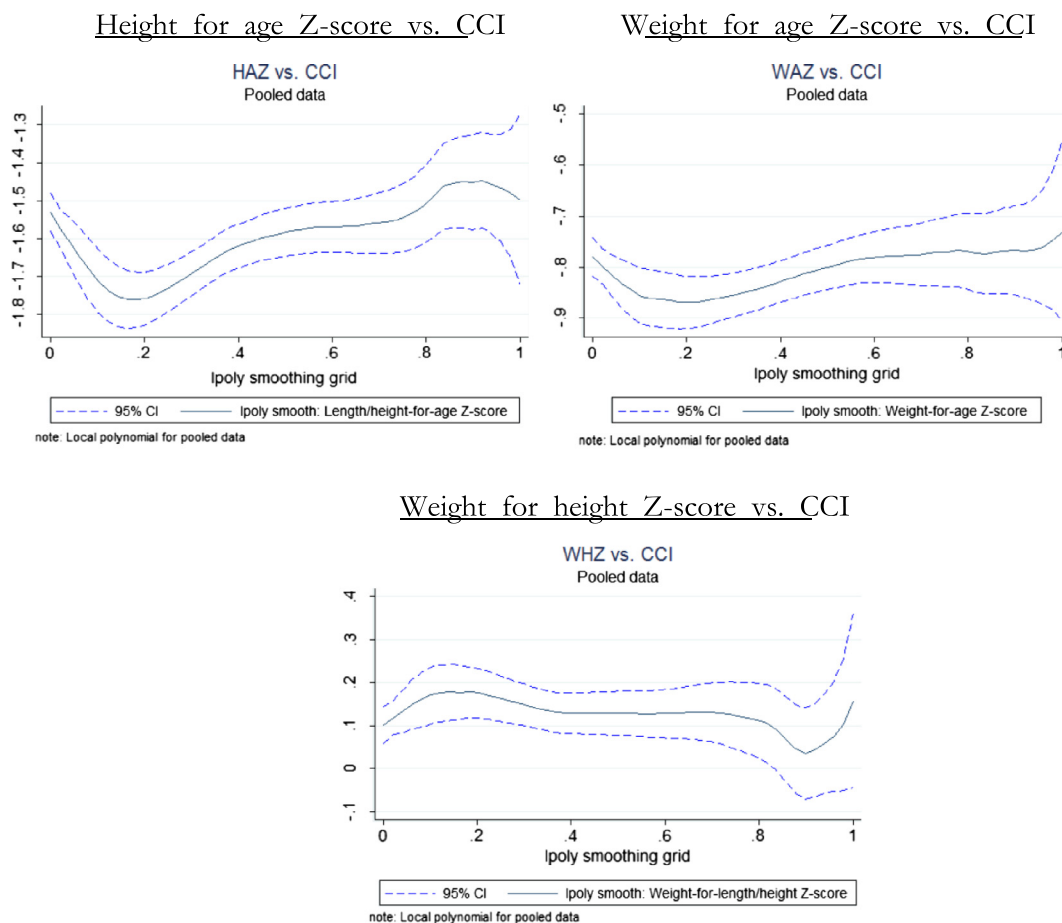 Height for age Z-score vs. CCI
HAZ vs. CCI
Pooled data
-1.3
-1.4
-1.5
-1.6
-1.7
-1.8
0 .2 .4 .6 .8 1
lpoly smoothing grid
95% CI lpoly smooth: Length/height-for-age Z-score
note: Local polynomial for pooled data
Weight for age Z-score vs. CCI
WAZ vs. CCI
Pooled data
-.5
-.6
-.7
-.8
-.9
0 .2 .4 .6 .8 1
lpoly smoothing grid
95% CI lpoly smooth: Weight-for-age Z-score
note: Local polynomial for pooled data
Weight for height Z-score vs. CCI
WHZ vs. CCI
Pooled data
.4
.3
.2
.1
0
-.1
0 .2 .4 .6 .8 1
lpoly smoothing grid
95% CI lpoly smooth: Weight-for-length/height Z-score
note: Local polynomial for pooled data